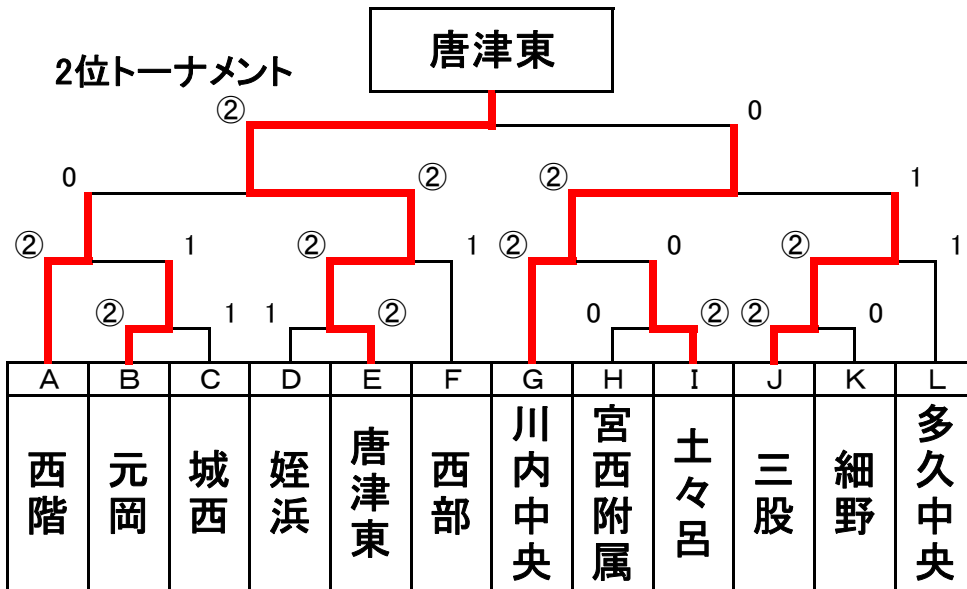 唐津東
2位トーナメント
② 0
0 ② ② 1
② 1 ② 1 ② 0 ② 1
② 1 1 ② 0 ② ② 0
A B C D E F G H I J K L
西階 元岡 城西 姪浜 唐津東 西部 川内中央 宮西附属 土々呂 三股 細野 多久中央